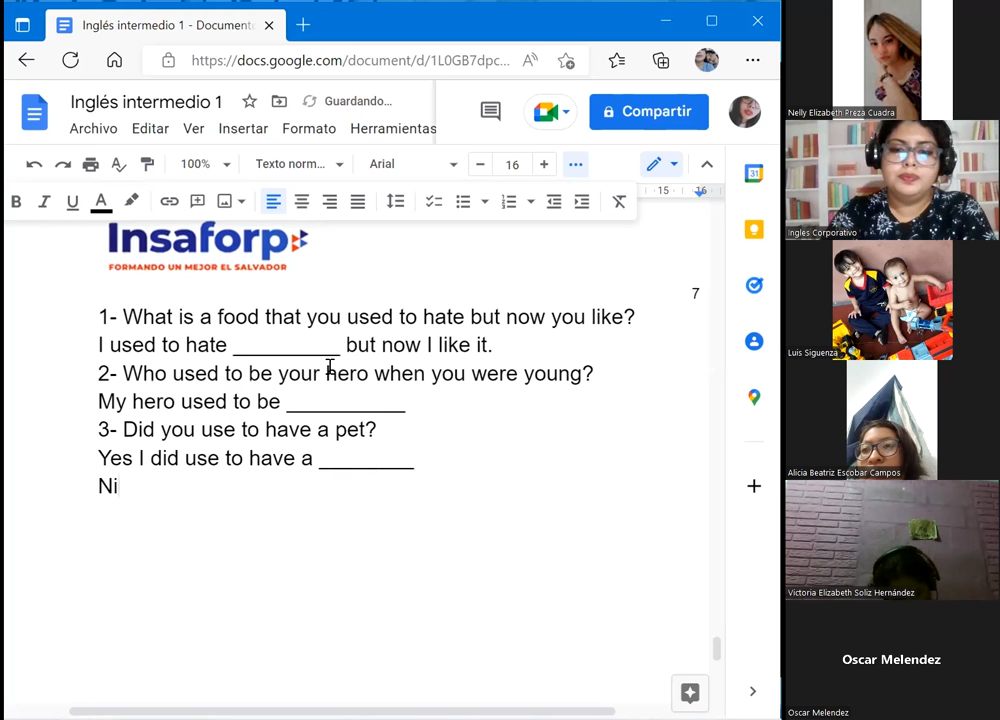 Inglés intermedio 1 - Document
https://docs.google.com/document/d/1L0GB7dpc...
Inglés intermedio 1
Guardando…
Compartir
Archivo Editar Ver Insertar Formato Herramientas
100% Texto norm... Arial 16
15 16
31
Insaforp
FORMANDO UN MEJOR EL SALVADOR
7
1- What is a food that you used to hate but now you like?
I used to hate __________ but now I like it.
2- Who used to be your hero when you were young?
My hero used to be ___________
3- Did you use to have a pet?
Yes I did use to have a _________
Ni
Nelly Elizabeth Preza Cuadra
Inglés Corporativo
Luis Siguenza
Alicia Beatriz Escobar Campos
Victoria Elizabeth Soliz Hernández
Oscar Melendez
Oscar Melendez